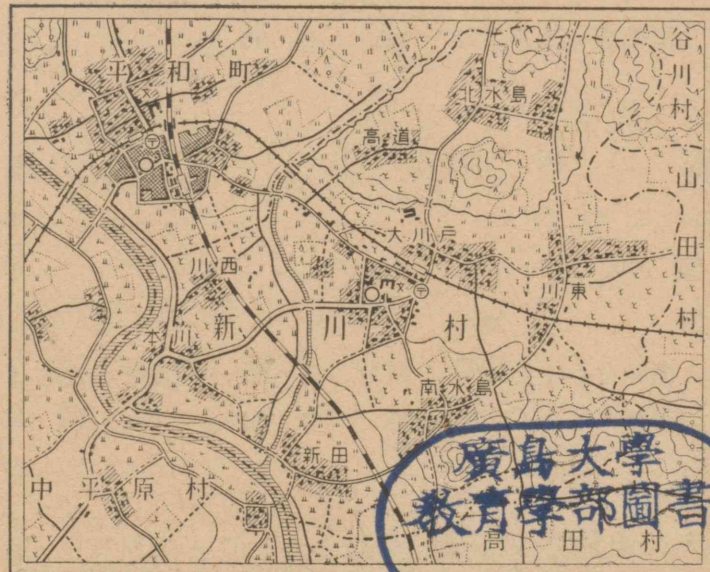 平和町
谷川村
北水島
高道
山田村
大川戸
川東
川西
文
新川村
本川
南水島
新田
中平原村
高田村
廣島大學
教育學部圖書